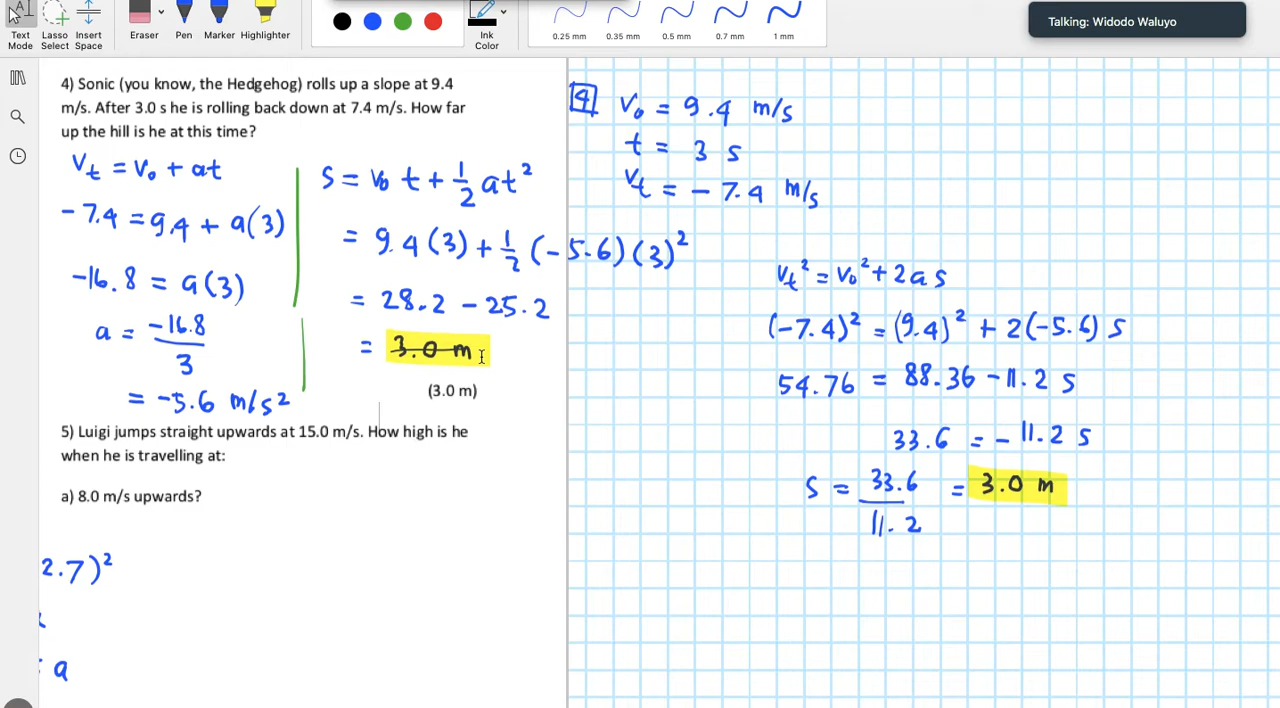 Text Mode
Lasso Select
Insert Space
Eraser
Pen
Marker
Highlighter
Ink Color
0.25 mm
0.35 mm
0.5 mm
0.7 mm
1 mm
Talking: Widodo Waluyo
4) Sonic (you know, the Hedgehog) rolls up a slope at 9.4
m/s. After 3.0 s he is rolling back down at 7.4 m/s. How far
up the hill is he at this time?
Vt = V₀ + at
-7.4 = 9.4 + a(3)
-16.8 = a(3)
a = -16.8 / 3
= -5.6 m/s²
S = V₀ t + 1/2 at²
= 9.4 (3) + 1/2 (-5.6)(3)²
= 28.2 - 25.2
= 3.0 m
(3.0 m)
5) Luigi jumps straight upwards at 15.0 m/s. How high is he
when he is travelling at:
a) 8.0 m/s upwards?
2.7)²
a
4
V₀ = 9.4 m/s
t = 3 s
Vt = -7.4 m/s
Vt² = V₀² + 2 a s
(-7.4)² = (9.4)² + 2(-5.6) S
54.76 = 88.36 - 11.2 S
33.6 = - 11.2 S
S = 33.6 / 11.2 = 3.0 m